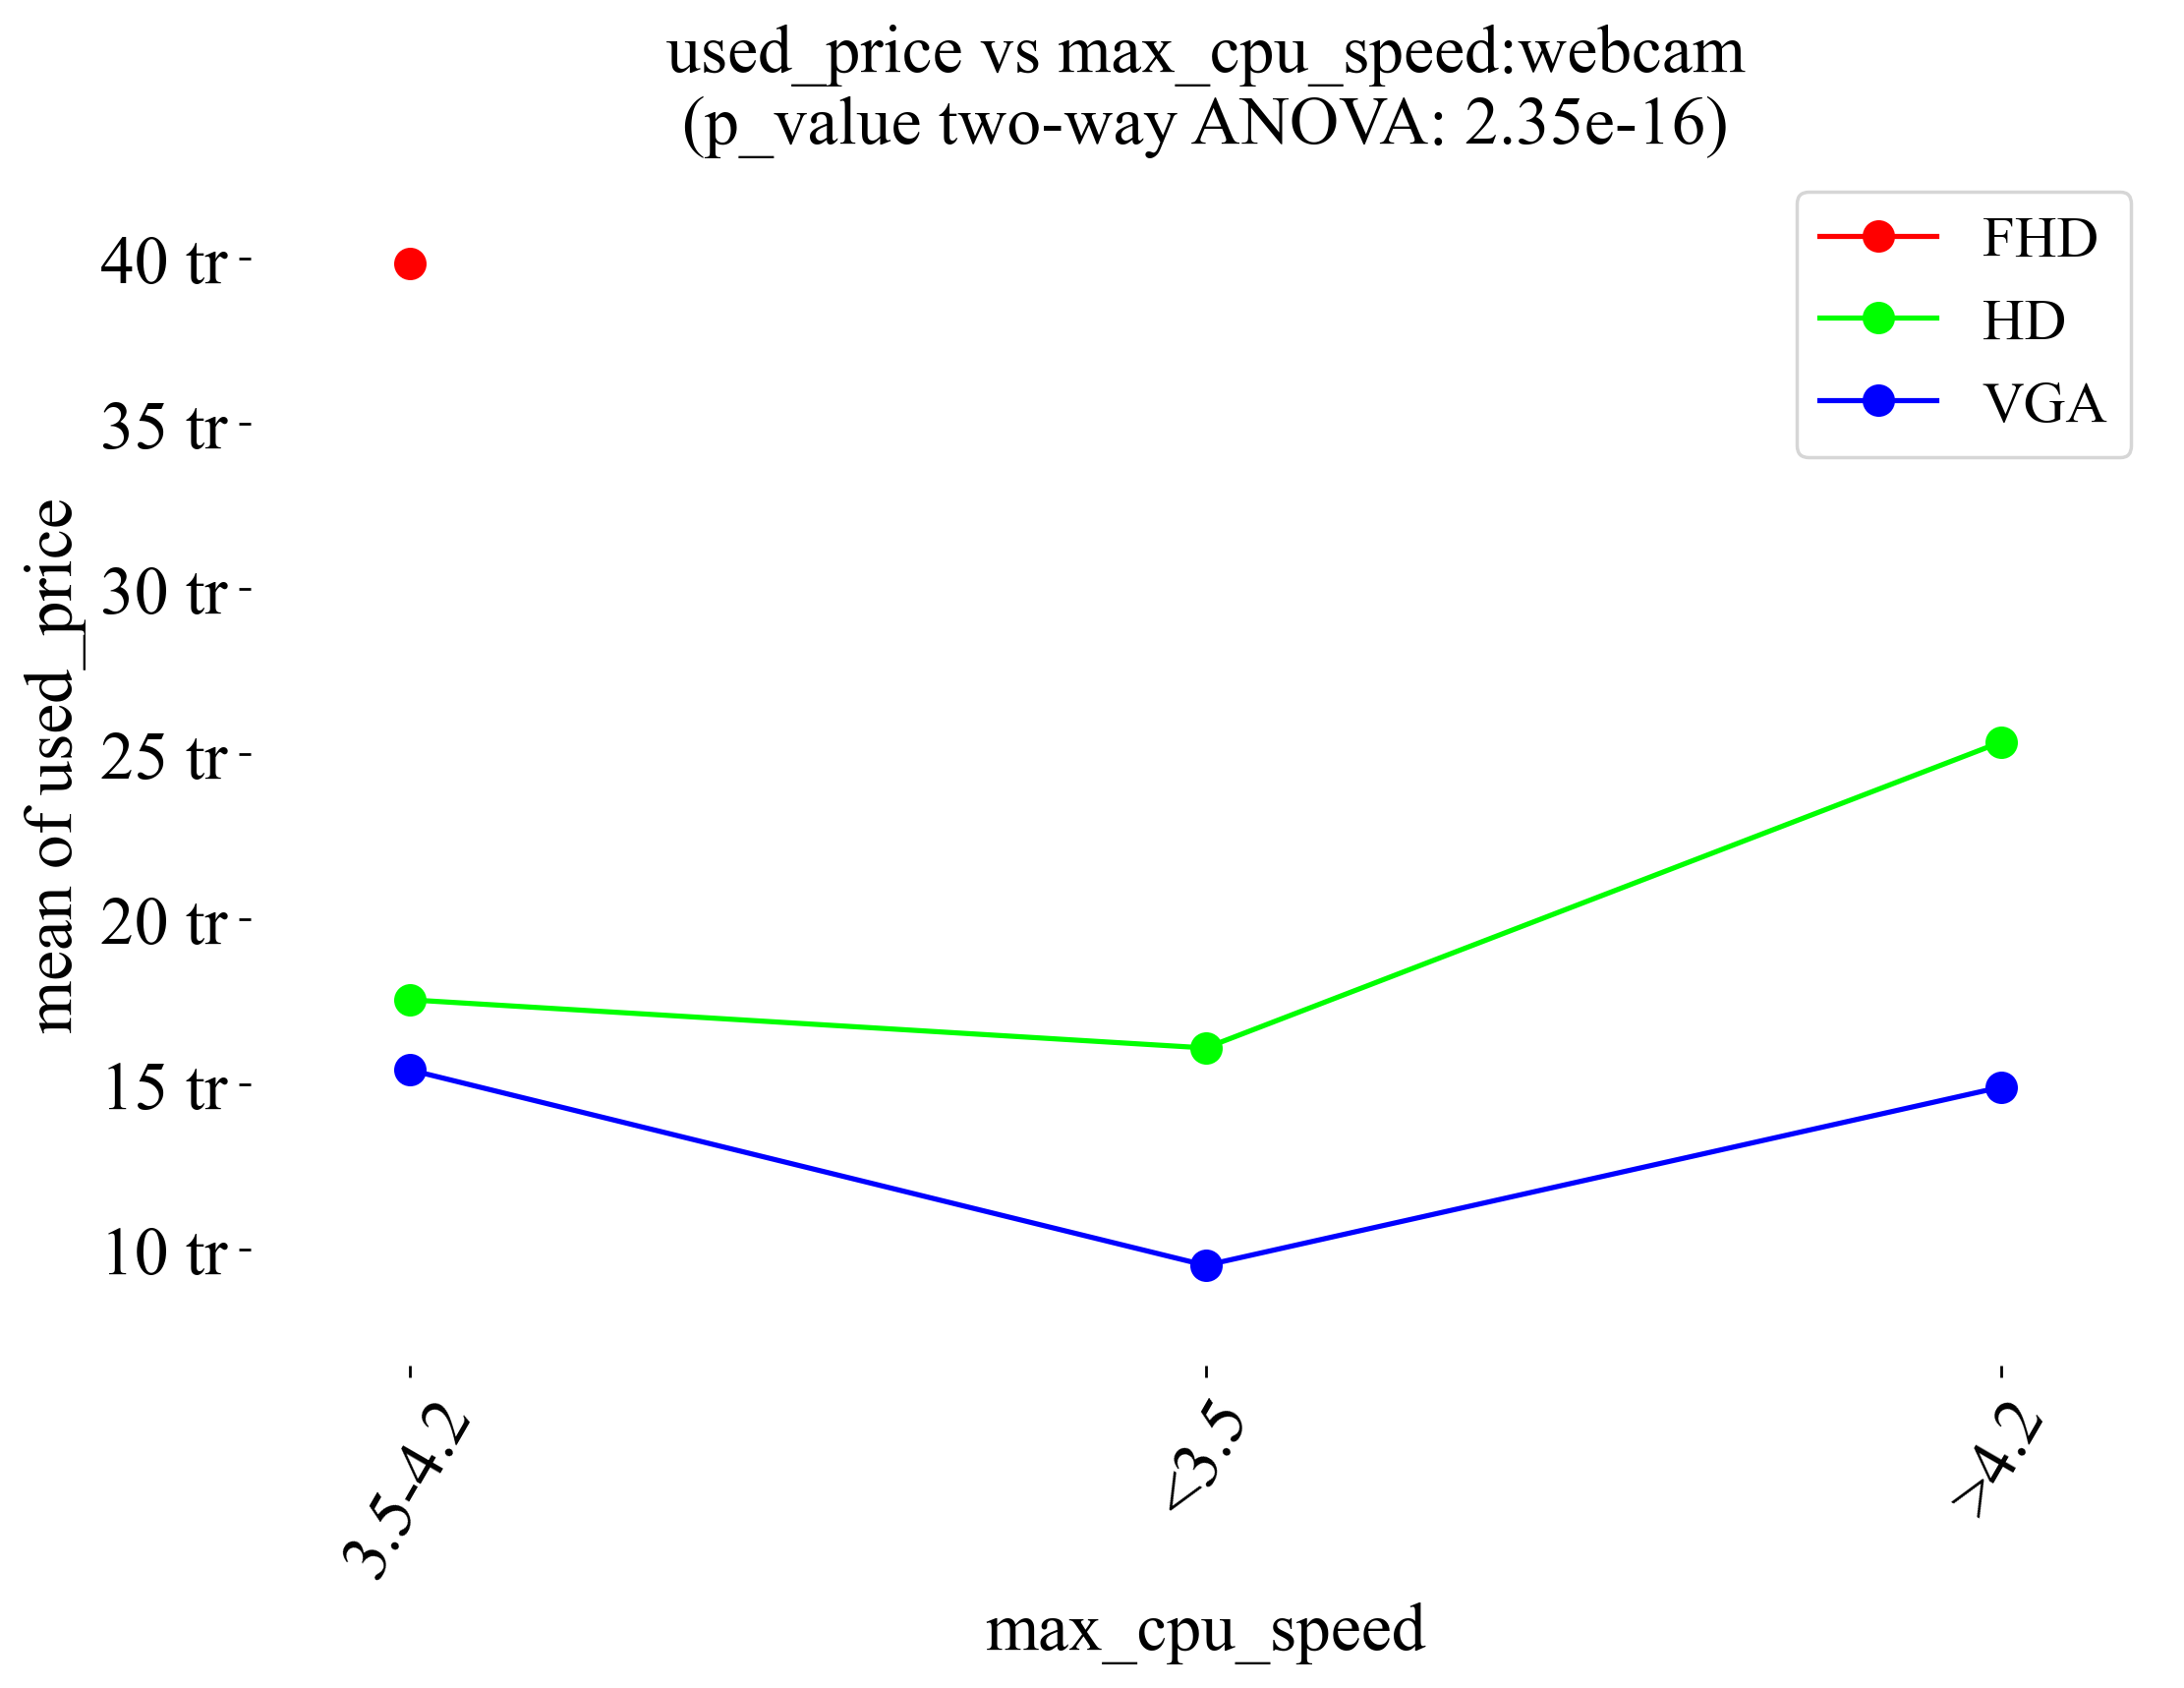 used_price vs max_cpu_speed:webcam
(p_value two-way ANOVA: 2.35e-16)
FHD
HD
VGA
mean of used_price
40 tr
35 tr
30 tr
25 tr
20 tr
15 tr
10 tr
3.5–4.2
<3.5
>4.2
max_cpu_speed